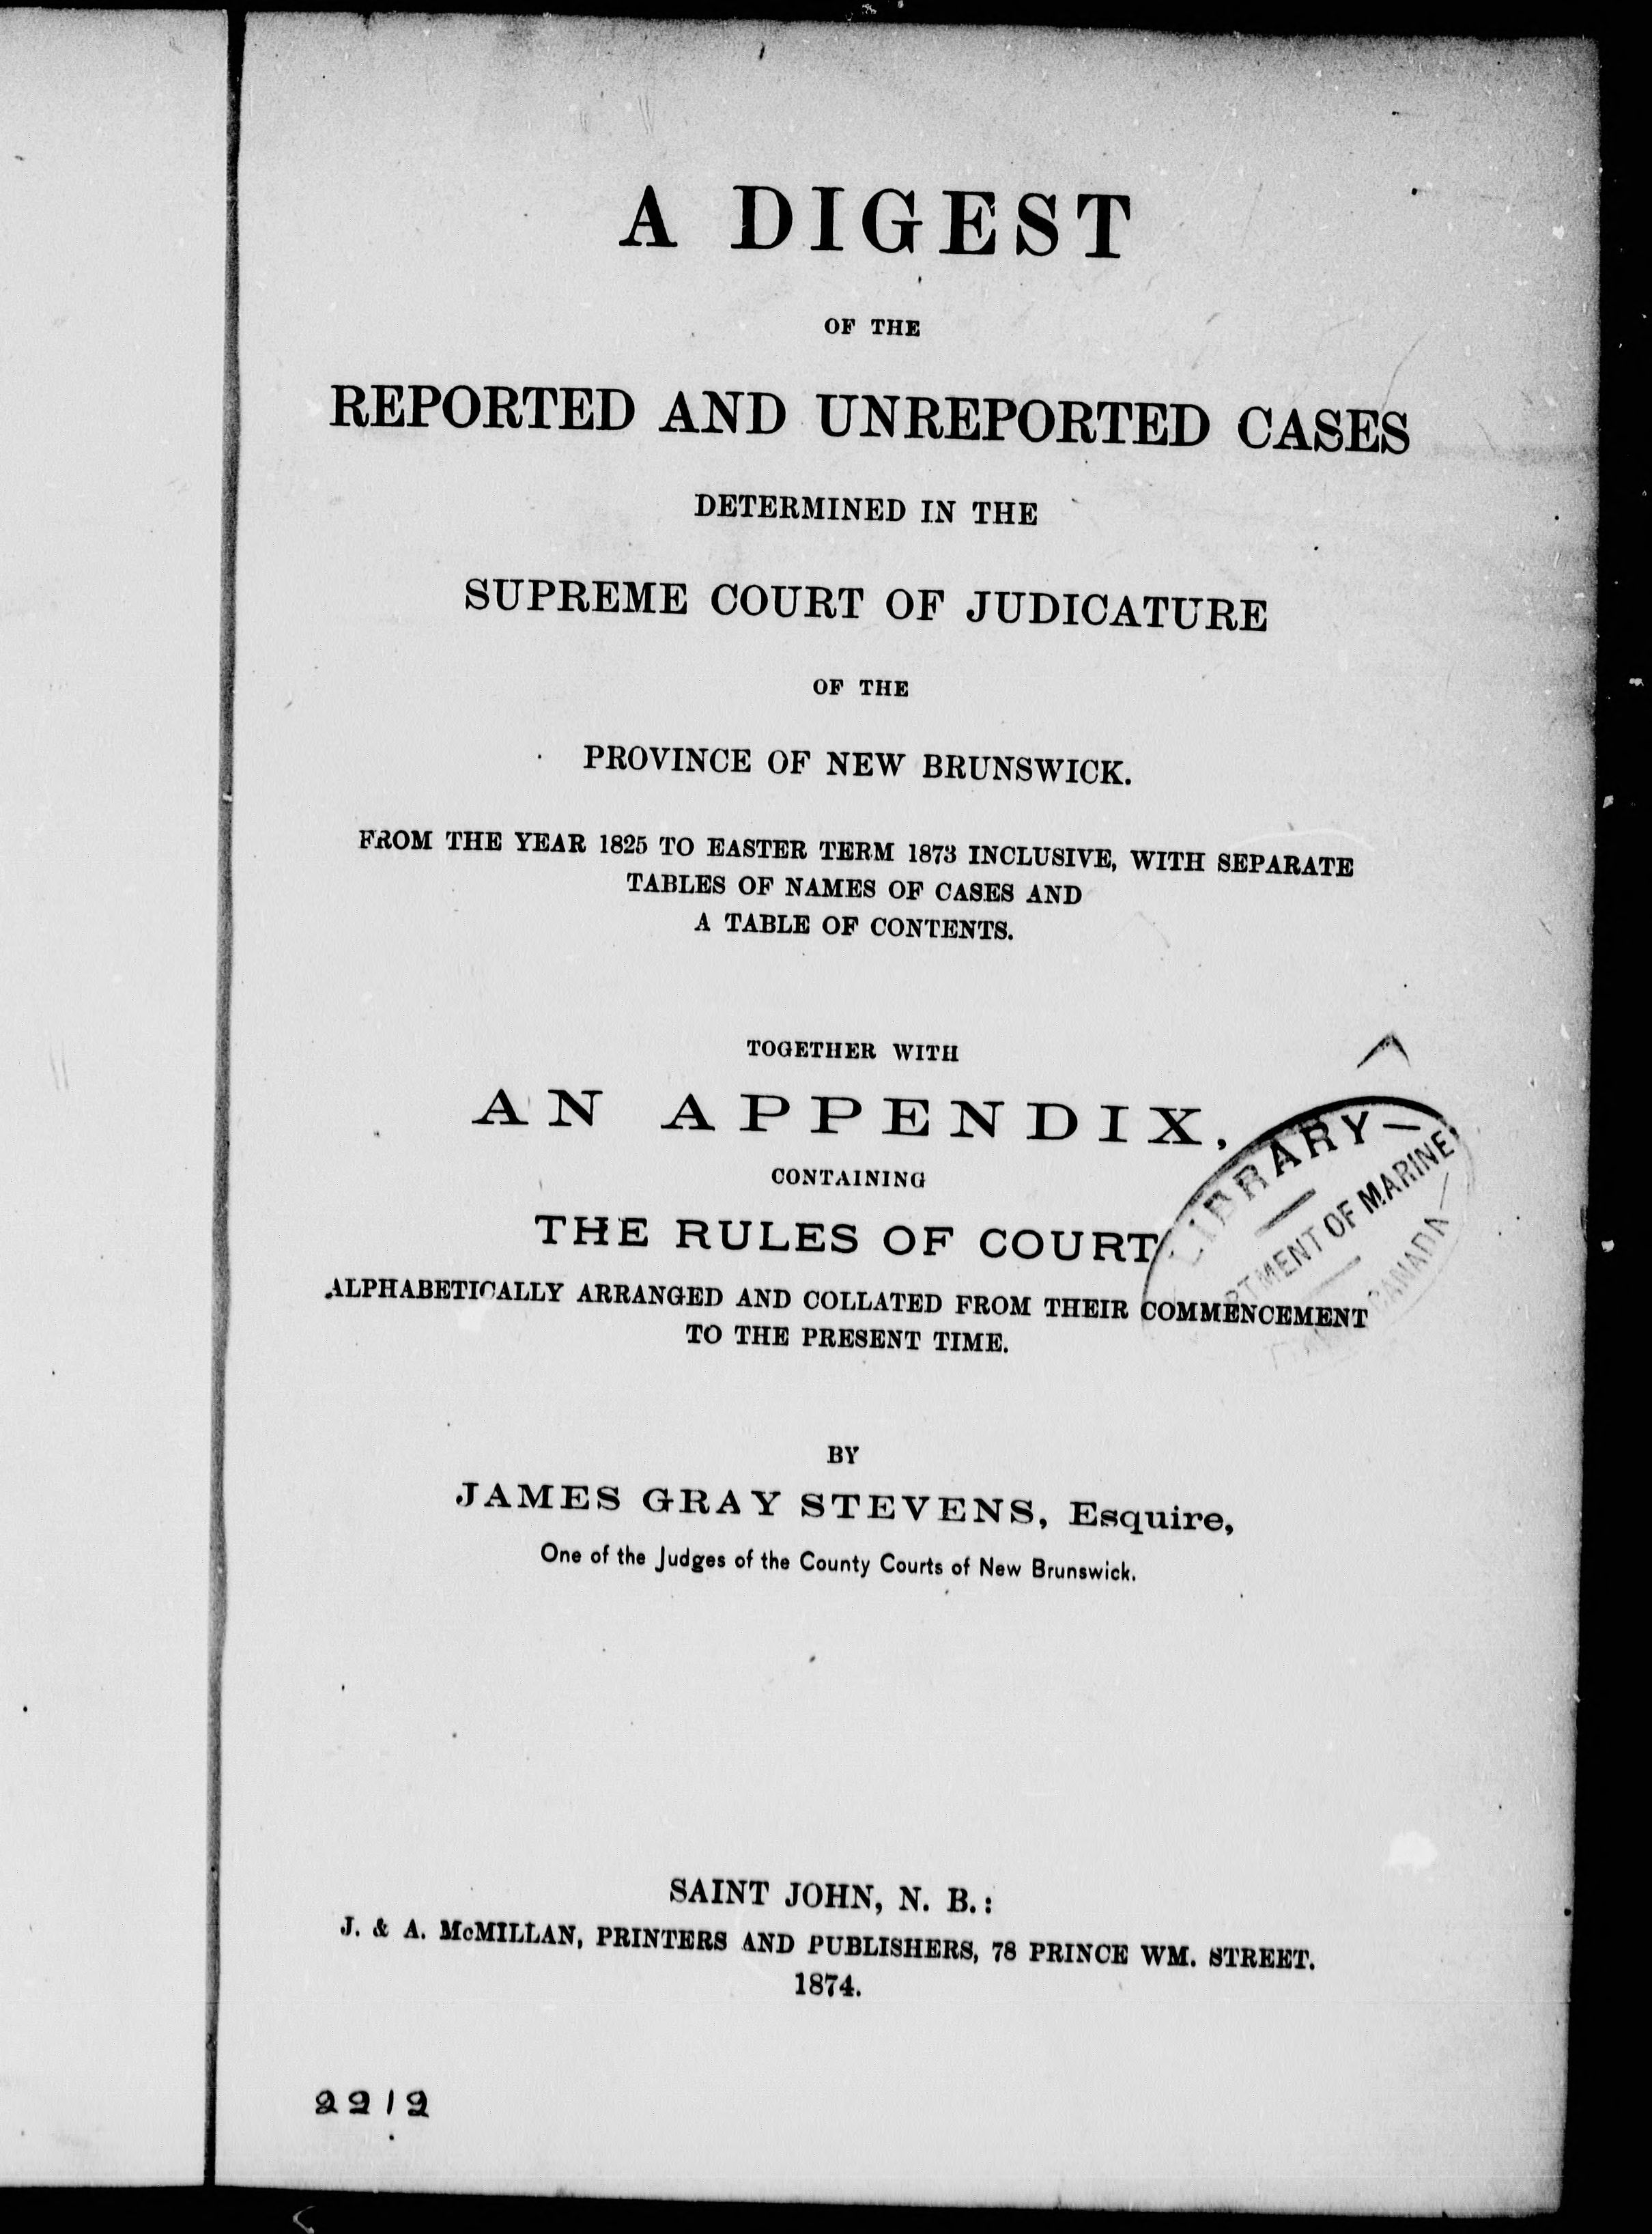 A DIGEST
OF THE
REPORTED AND UNREPORTED CASES
DETERMINED IN THE
SUPREME COURT OF JUDICATURE
OF THE
PROVINCE OF NEW BRUNSWICK.
FROM THE YEAR 1825 TO EASTER TERM 1873 INCLUSIVE, WITH SEPARATE
TABLES OF NAMES OF CASES AND
A TABLE OF CONTENTS.
TOGETHER WITH
AN APPENDIX,
CONTAINING
THE RULES OF COURT
ALPHABETICALLY ARRANGED AND COLLATED FROM THEIR COMMENCEMENT
TO THE PRESENT TIME.
LIBRARY
RTMENT OF MARINE
CANADA
BY
JAMES GRAY STEVENS, Esquire,
One of the Judges of the County Courts of New Brunswick.
SAINT JOHN, N. B.:
J. & A. McMILLAN, PRINTERS AND PUBLISHERS, 78 PRINCE WM. STREET.
1874.
2212